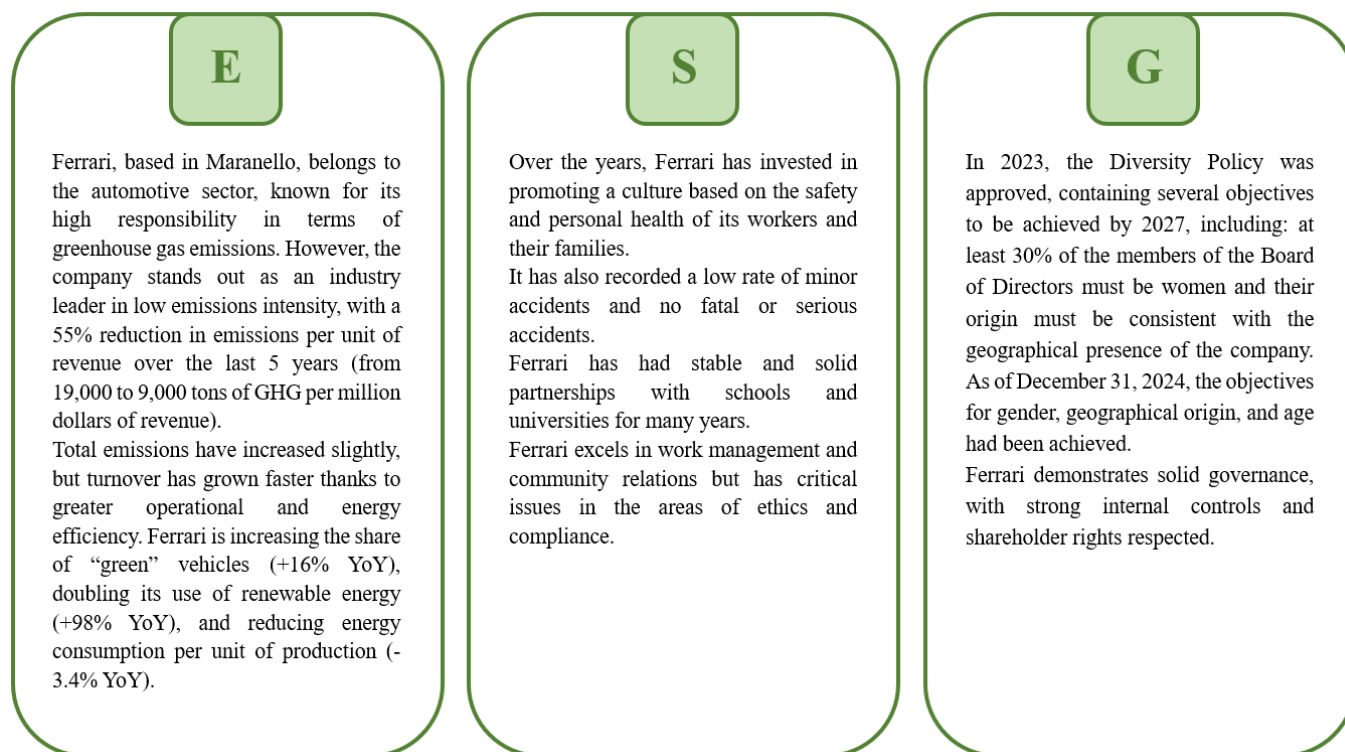 E
Ferrari, based in Maranello, belongs to
the automotive sector, known for its
high responsibility in terms of
greenhouse gas emissions. However, the
company stands out as an industry
leader in low emissions intensity, with a
55% reduction in emissions per unit of
revenue over the last 5 years (from
19,000 to 9,000 tons of GHG per million
dollars of revenue).
Total emissions have increased slightly,
but turnover has grown faster thanks to
greater operational and energy
efficiency. Ferrari is increasing the share
of “green” vehicles (+16% YoY),
doubling its use of renewable energy
(+98% YoY), and reducing energy
consumption per unit of production (-
3.4% YoY).
S
Over the years, Ferrari has invested in
promoting a culture based on the safety
and personal health of its workers and
their families.
It has also recorded a low rate of minor
accidents and no fatal or serious
accidents.
Ferrari has had stable and solid
partnerships with schools and
universities for many years.
Ferrari excels in work management and
community relations but has critical
issues in the areas of ethics and
compliance.
G
In 2023, the Diversity Policy was
approved, containing several objectives
to be achieved by 2027, including: at
least 30% of the members of the Board
of Directors must be women and their
origin must be consistent with the
geographical presence of the company.
As of December 31, 2024, the objectives
for gender, geographical origin, and age
had been achieved.
Ferrari demonstrates solid governance,
with strong internal controls and
shareholder rights respected.